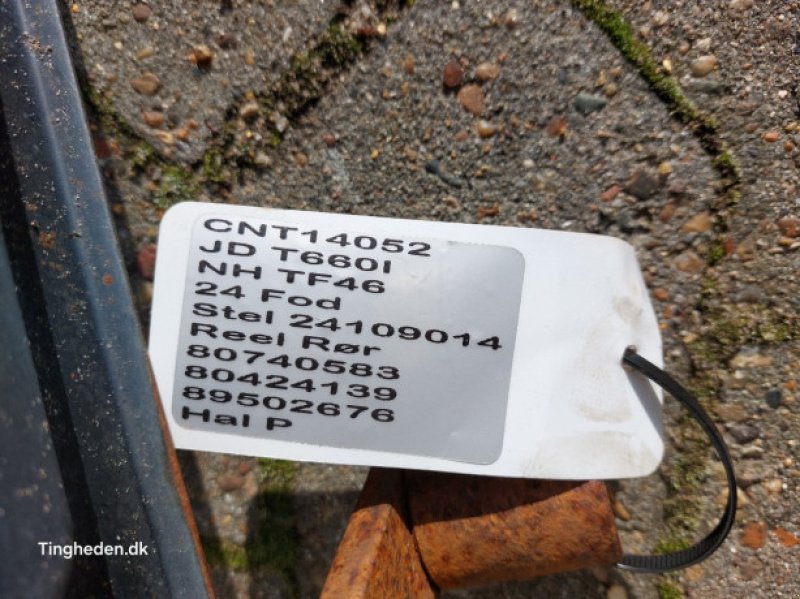 CNT14052
JD T660I
NH TF46
24 Fod
Stel 24109014
Reel Rør
80740583
80424139
89502676
Hal P
Tingheden.dk